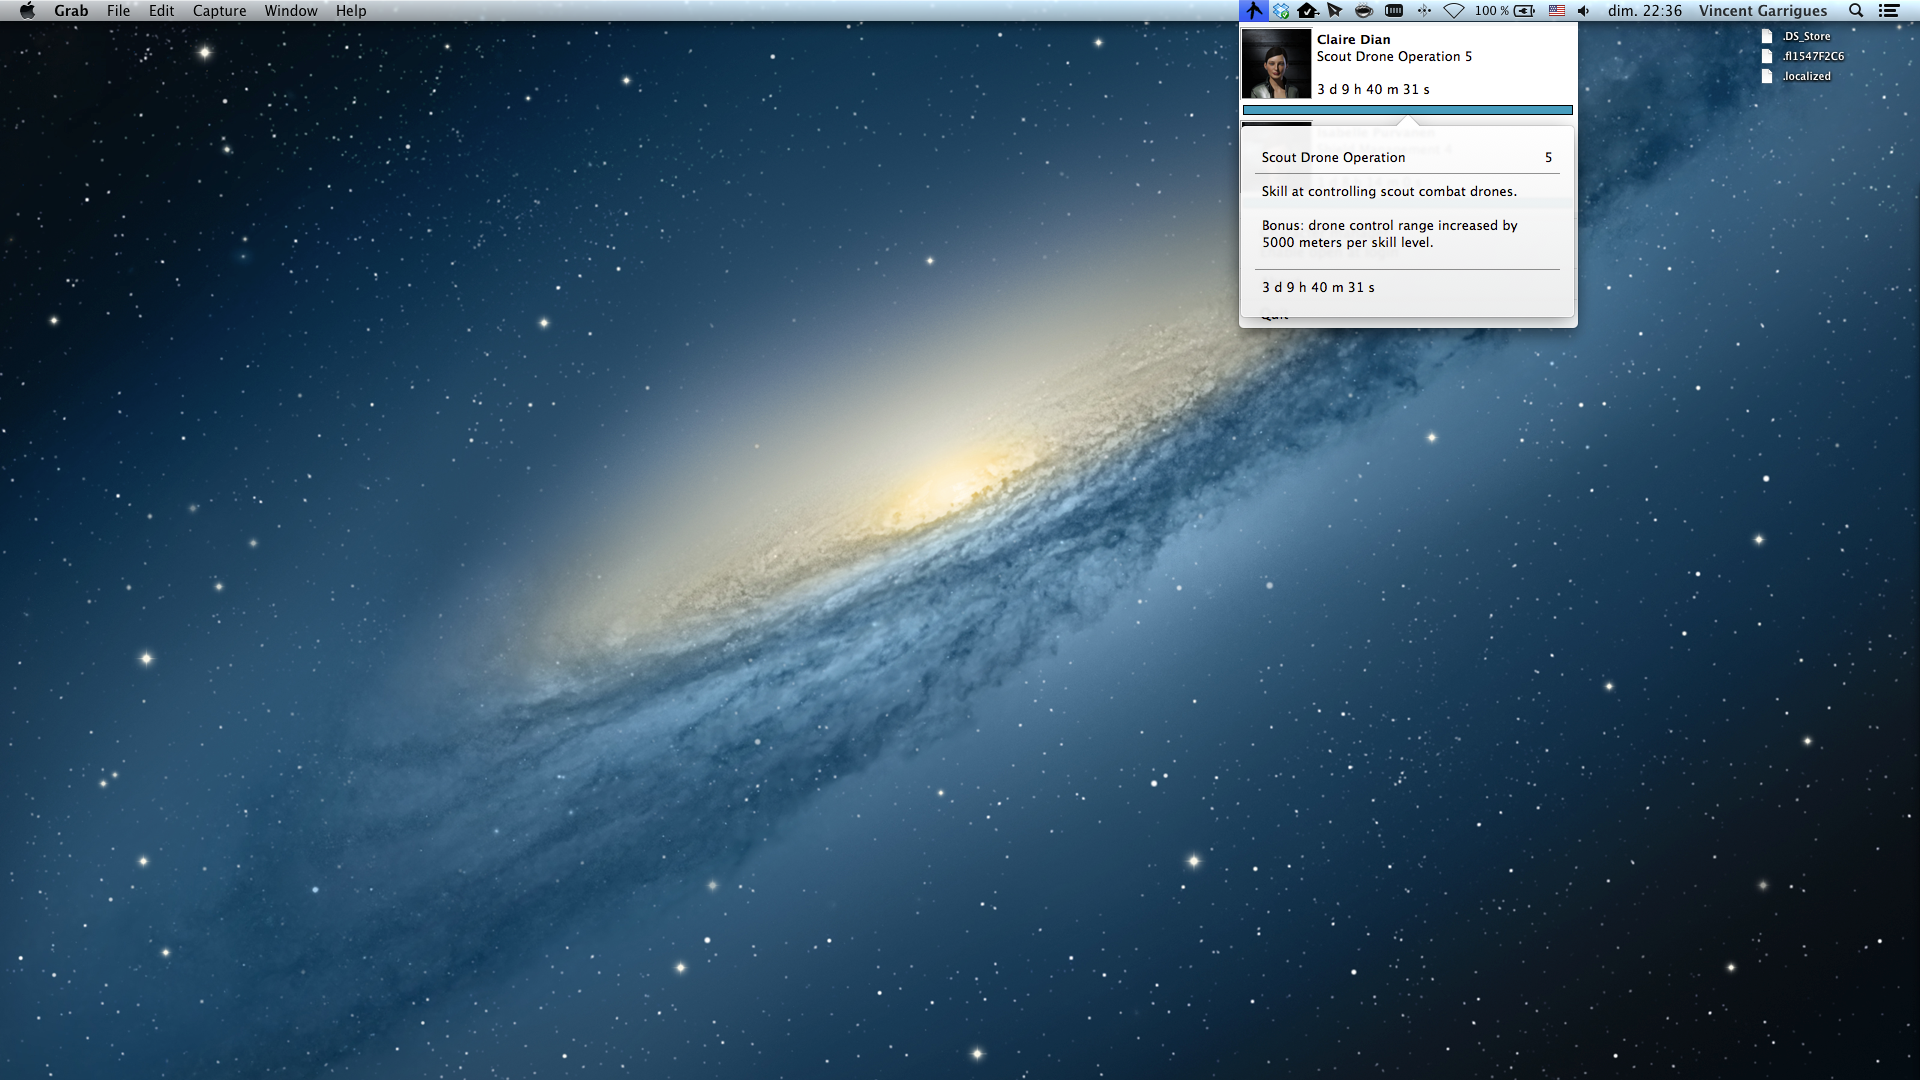 Grab File Edit Capture Window Help 100 % dim. 22:36 Vincent Garrigues
.DS_Store
.fl1547F2C6
.localized
Claire Dian
Scout Drone Operation 5
3 d 9 h 40 m 31 s
Scout Drone Operation 5
Skill at controlling scout combat drones.
Bonus: drone control range increased by
5000 meters per skill level.
3 d 9 h 40 m 31 s
Quit